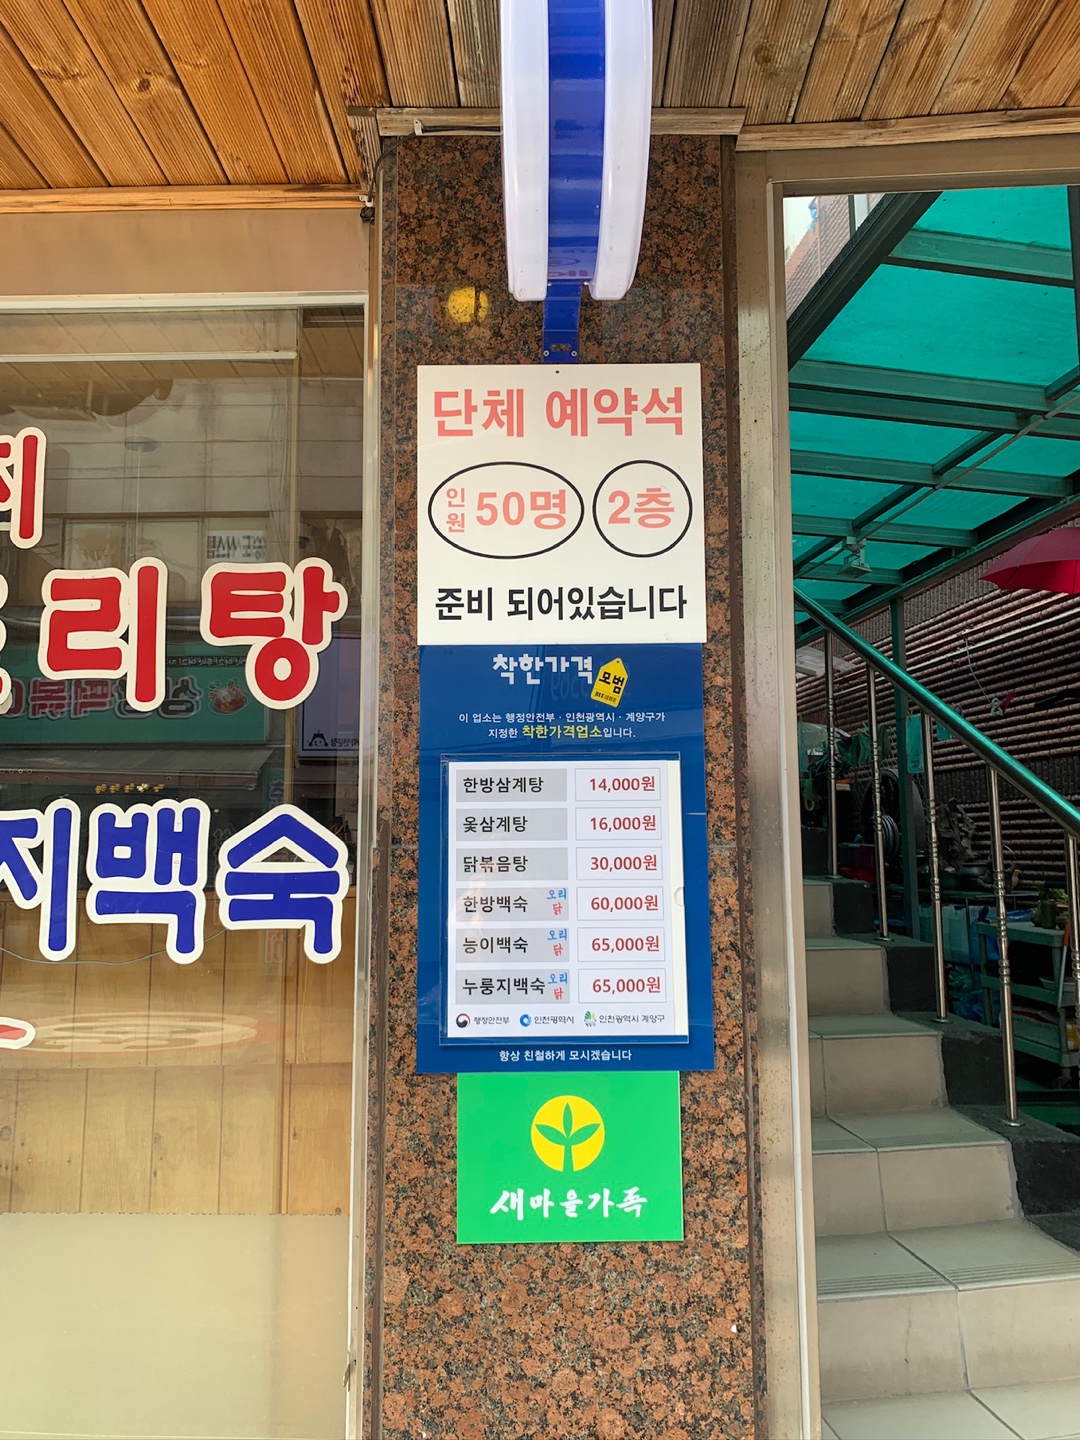 단체 예약석
인원 50명 2층
준비 되어있습니다
착한가격
모범
이 업소는 행정안전부 · 인천광역시 · 계양구가
지정한 착한가격업소입니다.
한방삼계탕 14,000원
옻삼계탕 16,000원
닭볶음탕 30,000원
한방백숙 오리 닭 60,000원
능이백숙 오리 닭 65,000원
누룽지백숙 오리 닭 65,000원
행정안전부 인천광역시 인천광역시 계양구
항상 친철하게 모시겠습니다
새마을가족
리탕
지백숙